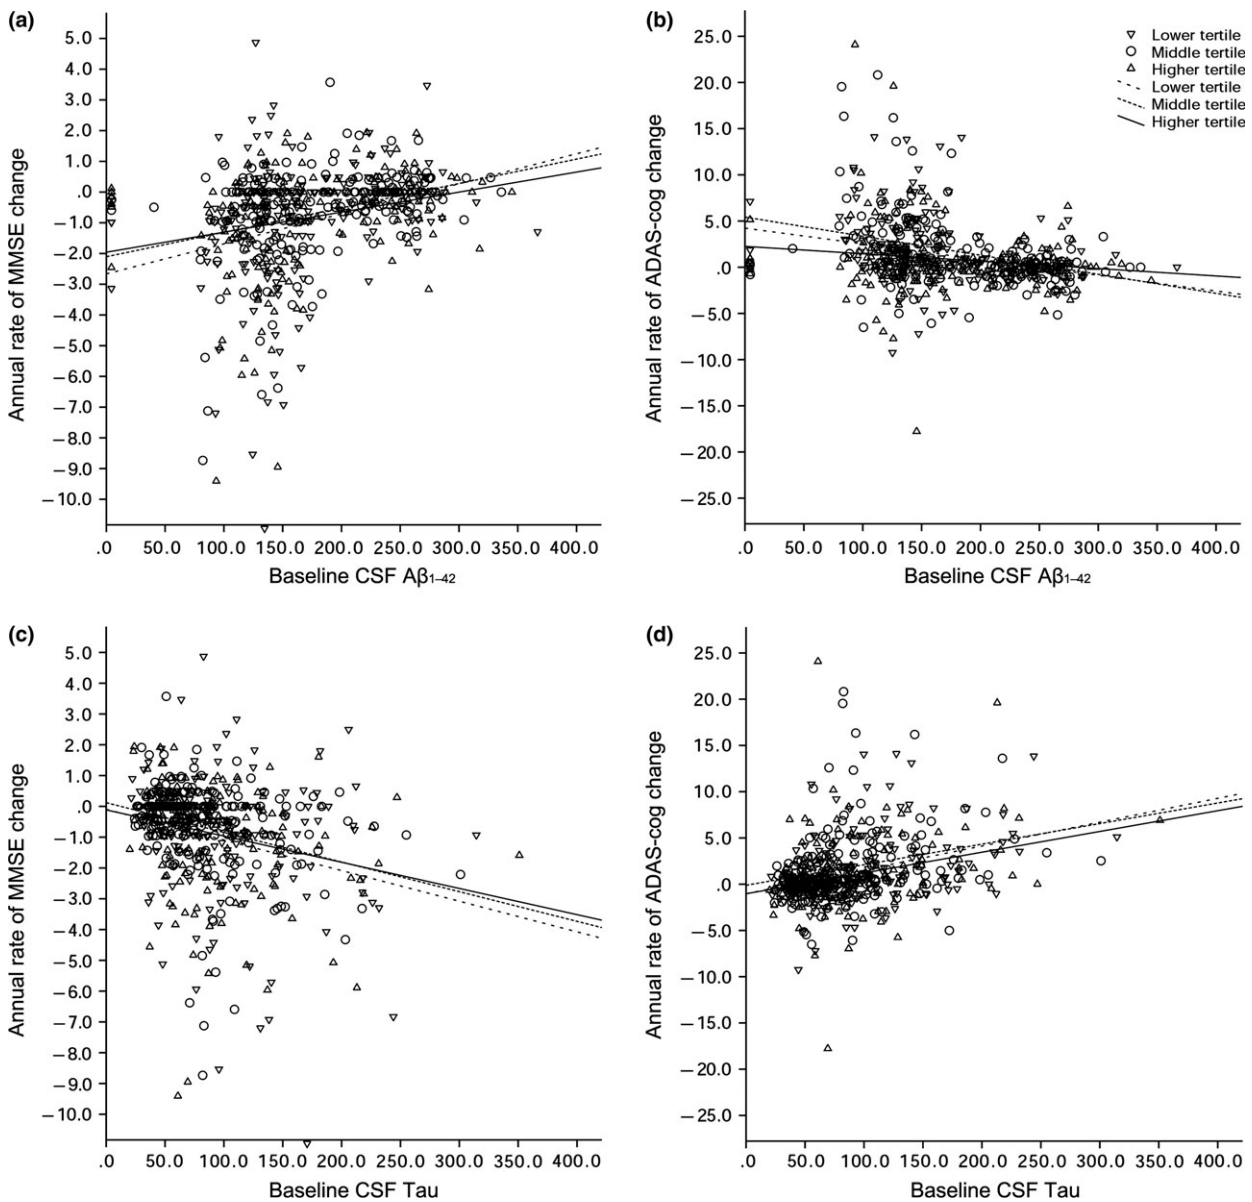 (a)
5.0
4.0
3.0
2.0
1.0
.0
−1.0
−2.0
−3.0
−4.0
−5.0
−6.0
−7.0
−8.0
−9.0
−10.0
Annual rate of MMSE change
.0 50.0 100.0 150.0 200.0 250.0 300.0 350.0 400.0
Baseline CSF Aβ1–42
(b)
25.0
20.0
15.0
10.0
5.0
.0
−5.0
−10.0
−15.0
−20.0
−25.0
Annual rate of ADAS-cog change
Lower tertile
Middle tertile
Higher tertile
Lower tertile
Middle tertile
Higher tertile
.0 50.0 100.0 150.0 200.0 250.0 300.0 350.0 400.0
Baseline CSF Aβ1–42
(c)
5.0
4.0
3.0
2.0
1.0
.0
−1.0
−2.0
−3.0
−4.0
−5.0
−6.0
−7.0
−8.0
−9.0
−10.0
Annual rate of MMSE change
.0 50.0 100.0 150.0 200.0 250.0 300.0 350.0 400.0
Baseline CSF Tau
(d)
25.0
20.0
15.0
10.0
5.0
.0
−5.0
−10.0
−15.0
−20.0
−25.0
Annual rate of ADAS-cog change
.0 50.0 100.0 150.0 200.0 250.0 300.0 350.0 400.0
Baseline CSF Tau